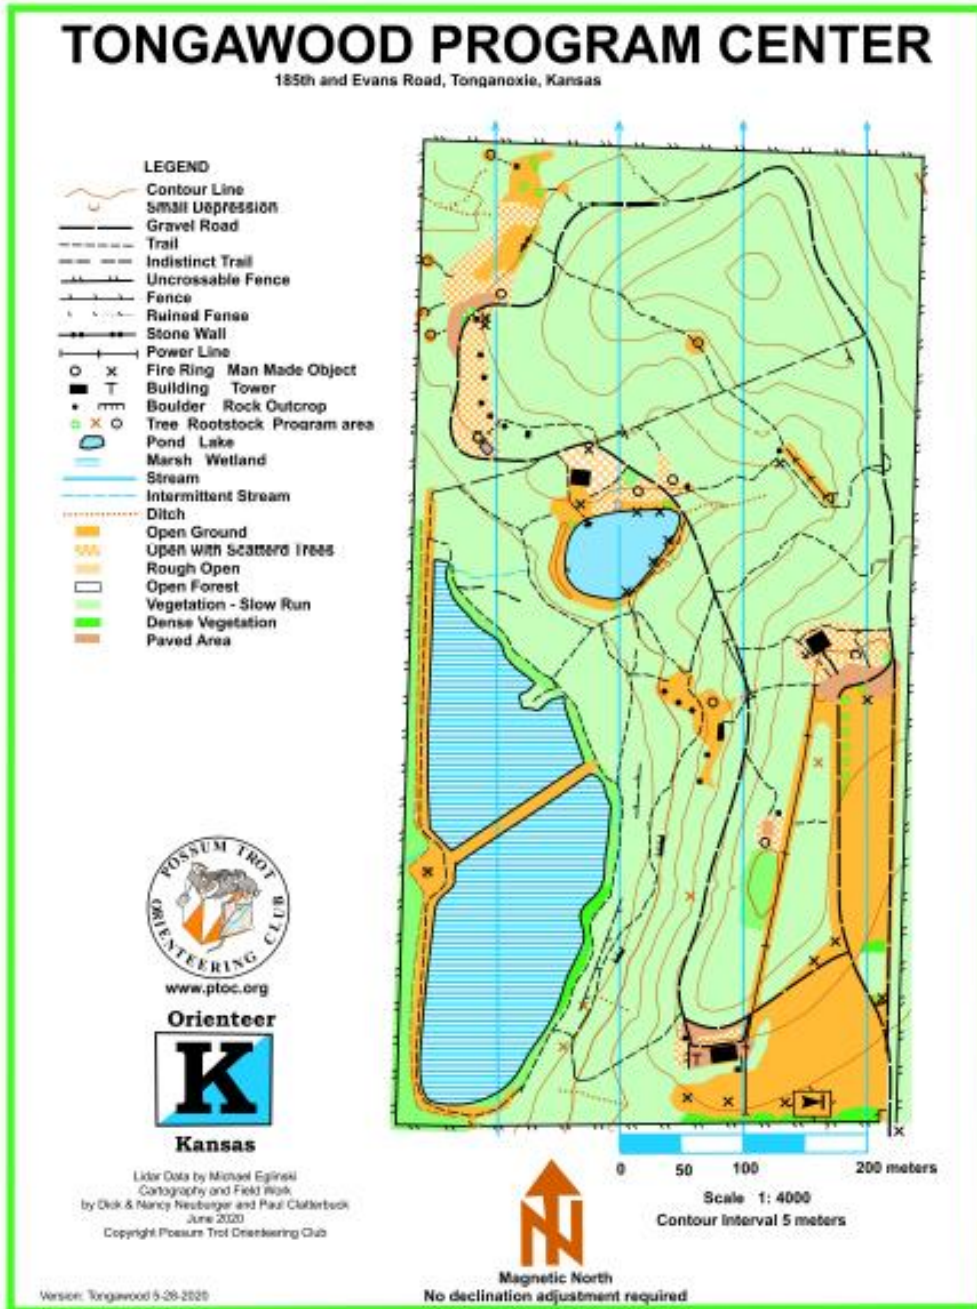 TONGAWOOD PROGRAM CENTER
185th and Evans Road, Tonganoxie, Kansas
LEGEND
Contour Line
Small Depression
Gravel Road
Trail
Indistinct Trail
Uncrossable Fence
Fence
Ruined Fense
Stone Wall
Power Line
Fire Ring Man Made Object
Building Tower
Boulder Rock Outcrop
Tree Rootstock Program area
Pond Lake
Marsh Wetland
Stream
Intermittent Stream
Ditch
Open Ground
Open with Scatterd Trees
Rough Open
Open Forest
Vegetation - Slow Run
Dense Vegetation
Paved Area
POSSUM TROT
ORIENTEERING CLUB
www.ptoc.org
Orienteer
K
Kansas
Lidar Data by Michael Eglinski
Cartography and Field Work
by Dick & Nancy Neuburger and Paul Clatterbuck
June 2020
Copyright Possum Trot Orienteering Club
Version: Tongawood 5-28-2020
0 50 100 200 meters
Scale 1: 4000
Contour Interval 5 meters
N
Magnetic North
No declination adjustment required